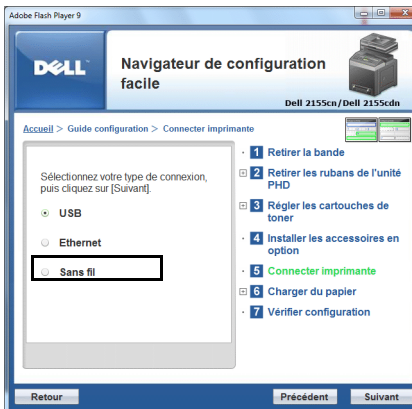 Adobe Flash Player 9
DELL
Navigateur de configuration
facile
Dell 2155cn/Dell 2155cdn
Accueil > Guide configuration > Connecter imprimante
Sélectionnez votre type de connexion,
puis cliquez sur [Suivant].
USB
Ethernet
Sans fil
1 Retirer la bande
2 Retirer les rubans de l'unité
PHD
3 Régler les cartouches de
toner
4 Installer les accessoires en
option
5 Connecter imprimante
6 Charger du papier
7 Vérifier configuration
Retour
Précédent
Suivant